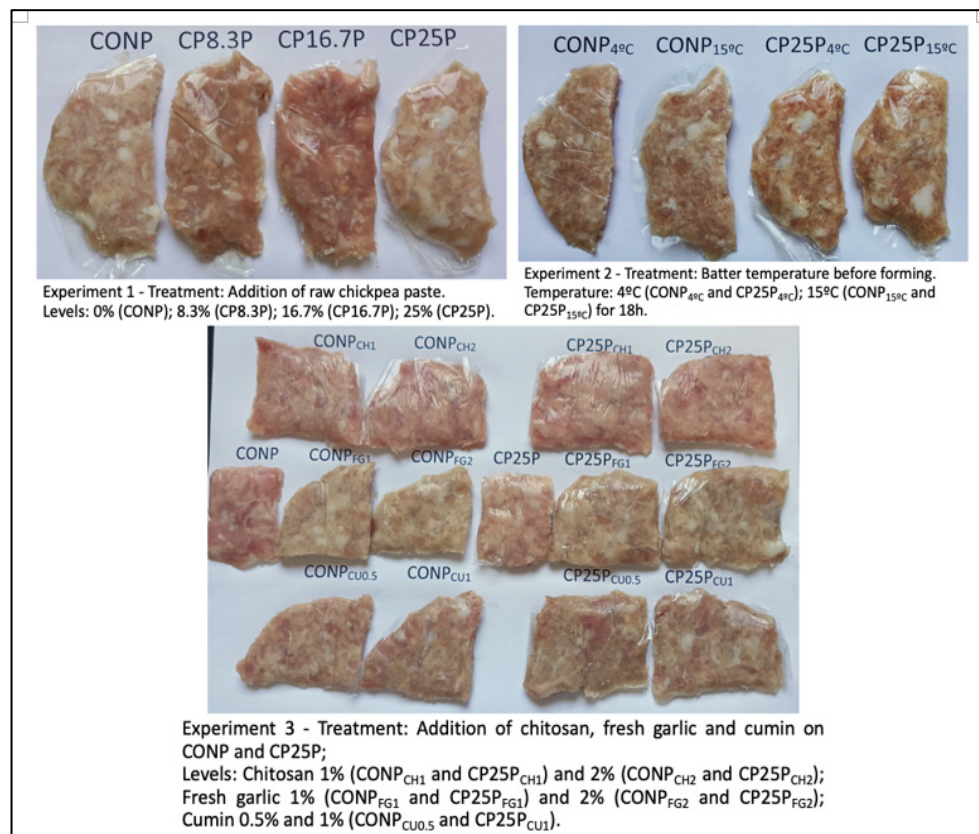 CONP CP8.3P CP16.7P CP25P
CONP4ºC CONP15ºC CP25P4ºC CP25P15ºC
Experiment 1 - Treatment: Addition of raw chickpea paste.
Levels: 0% (CONP); 8.3% (CP8.3P); 16.7% (CP16.7P); 25% (CP25P).
Experiment 2 - Treatment: Batter temperature before forming.
Temperature: 4ºC (CONP4ºC and CP25P4ºC); 15ºC (CONP15ºC and
CP25P15ºC) for 18h.
CONPCH1 CONPCH2 CP25PCH1 CP25PCH2
CONP CONPFG1 CONPFG2 CP25P CP25PFG1 CP25PFG2
CONPCU0.5 CONPCU1 CP25PCU0.5 CP25PCU1
Experiment 3 - Treatment: Addition of chitosan, fresh garlic and cumin on
CONP and CP25P;
Levels: Chitosan 1% (CONPCH1 and CP25PCH1) and 2% (CONPCH2 and CP25PCH2);
Fresh garlic 1% (CONPFG1 and CP25PFG1) and 2% (CONPFG2 and CP25PFG2);
Cumin 0.5% and 1% (CONPCU0.5 and CP25PCU1).